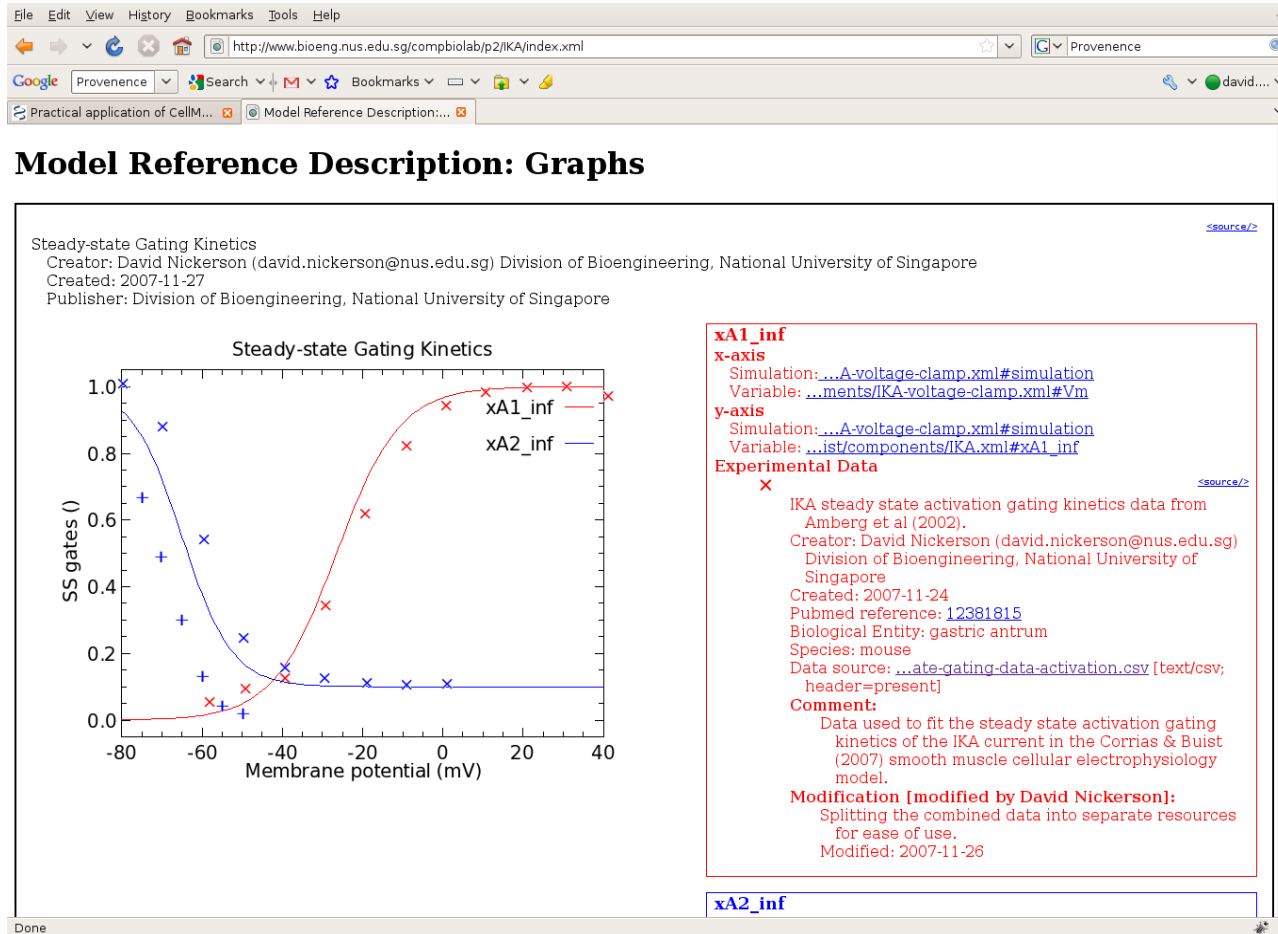 File Edit View History Bookmarks Tools Help
http://www.bioeng.nus.edu.sg/compbiolab/p2/IKA/index.xml
G Provenence
Google Provenence Search Bookmarks david....
Practical application of CellM... Model Reference Description:...
Model Reference Description: Graphs
<source/>
Steady-state Gating Kinetics
Creator: David Nickerson (david.nickerson@nus.edu.sg) Division of Bioengineering, National University of Singapore
Created: 2007-11-27
Publisher: Division of Bioengineering, National University of Singapore
Steady-state Gating Kinetics
1.0
0.8
0.6
0.4
0.2
0.0
SS gates ()
xA1_inf
xA2_inf
-80 -60 -40 -20 0 20 40
Membrane potential (mV)
xA1_inf
x-axis
Simulation: ...A-voltage-clamp.xml#simulation
Variable: ...ments/IKA-voltage-clamp.xml#Vm
y-axis
Simulation: ...A-voltage-clamp.xml#simulation
Variable: ...ist/components/IKA.xml#xA1_inf
Experimental Data
<source/>
IKA steady state activation gating kinetics data from
Amberg et al (2002).
Creator: David Nickerson (david.nickerson@nus.edu.sg)
Division of Bioengineering, National University of
Singapore
Created: 2007-11-24
Pubmed reference: 12381815
Biological Entity: gastric antrum
Species: mouse
Data source: ...ate-gating-data-activation.csv [text/csv;
header=present]
Comment:
Data used to fit the steady state activation gating
kinetics of the IKA current in the Corrias & Buist
(2007) smooth muscle cellular electrophysiology
model.
Modification [modified by David Nickerson]:
Splitting the combined data into separate resources
for ease of use.
Modified: 2007-11-26
xA2_inf
Done